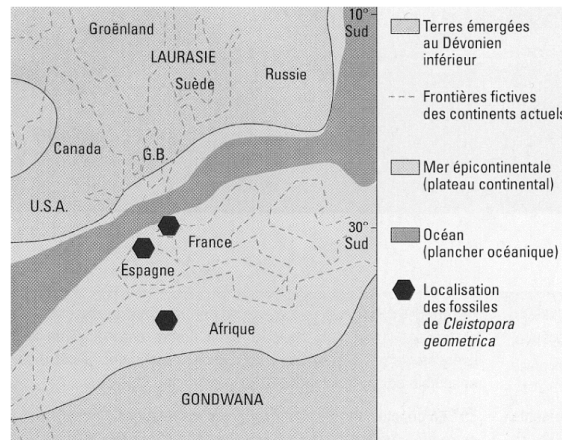 Groënland
LAURASIE
Suède
Russie
Canada
G.B.
U.S.A.
France
Espagne
Afrique
GONDWANA
10°
Sud
30°
Sud
Terres émergées
au Dévonien
inférieur
Frontières fictives
des continents actuels
Mer épicontinentale
(plateau continental)
Océan
(plancher océanique)
Localisation
des fossiles
de Cleistopora
geometrica